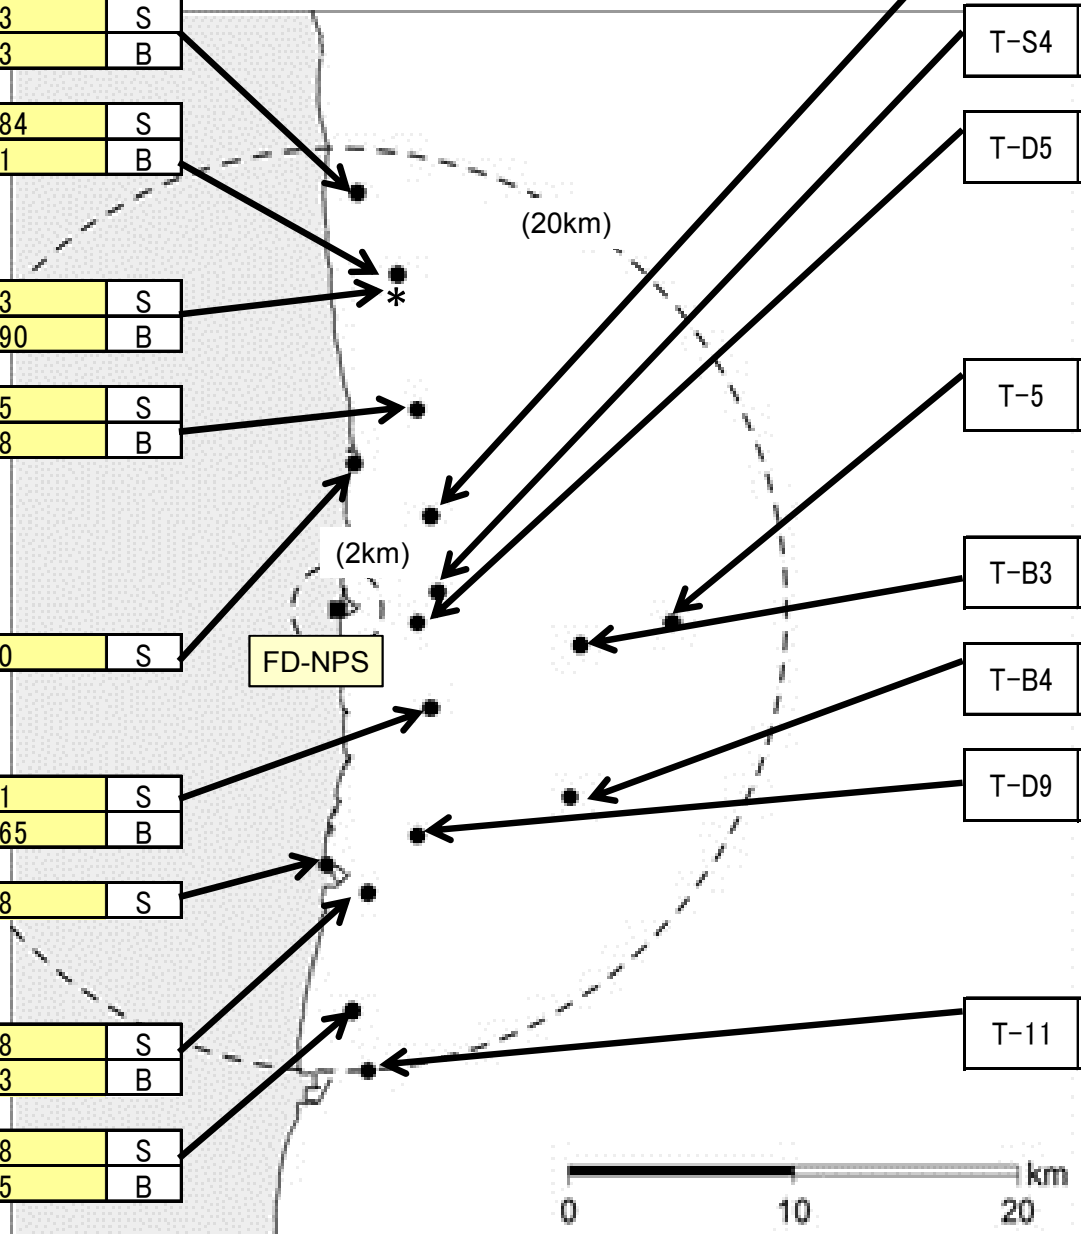 3 S
3 B
T-S4
84 S
1 B
T-D5
(20km)
3 S
90 B
*
5 S
8 B
T-5
(2km)
T-B3
0 S
FD-NPS
T-B4
1 S
65 B
T-D9
8 S
8 S
3 B
T-11
8 S
5 B
km
0 10 20